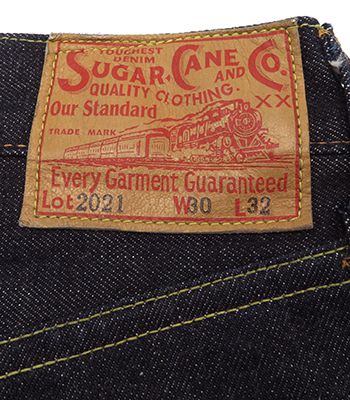 TOUGHEST
DENIM
SUGAR CANE AND CO.
QUALITY CLOTHING.
Our Standard XX
TRADE MARK
Every Garment Guaranteed
Lot 2021 W30 L32